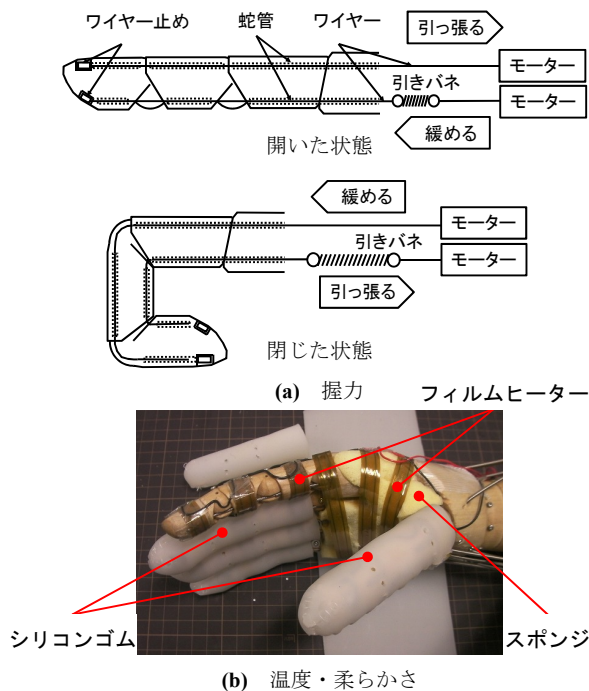 ワイヤー止め 蛇管 ワイヤー 引っ張る
モーター
引きバネ
モーター
緩める
開いた状態
緩める
モーター
引きバネ
モーター
引っ張る
閉じた状態
(a) 握力
フィルムヒーター
シリコンゴム
スポンジ
(b) 温度・柔らかさ